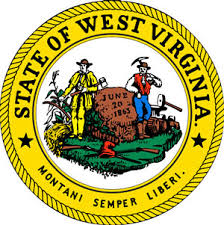 STATE OF WEST VIRGINIA
JUNE
20
1863
MONTANI SEMPER LIBERI.